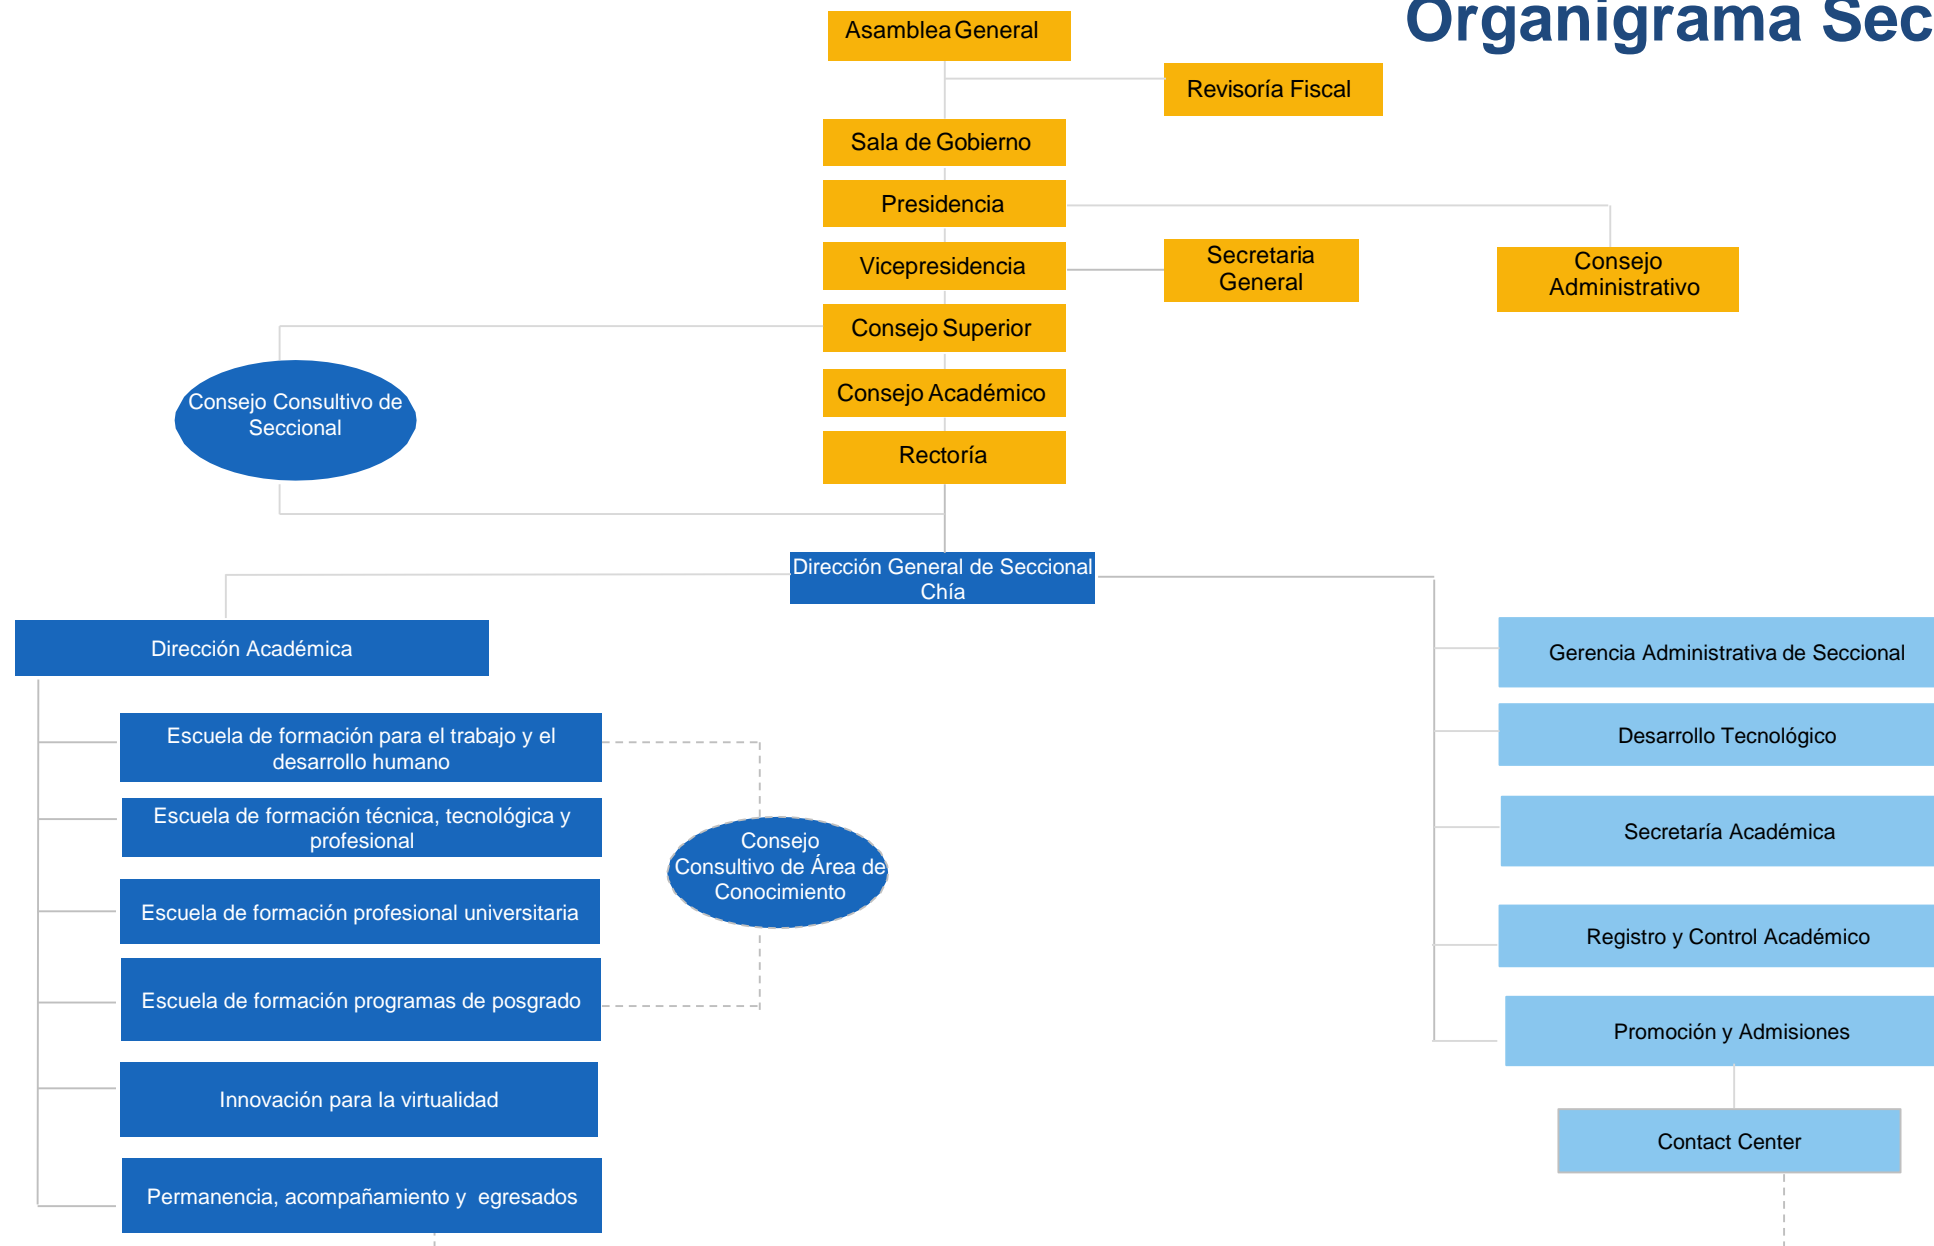 Organigrama Sec
Asamblea General
Revisoría Fiscal
Sala de Gobierno
Presidencia
Vicepresidencia
Secretaria
General
Consejo
Administrativo
Consejo Superior
Consejo Académico
Consejo Consultivo de
Seccional
Rectoría
Dirección General de Seccional
Chía
Dirección Académica
Escuela de formación para el trabajo y el
desarrollo humano
Escuela de formación técnica, tecnológica y
profesional
Escuela de formación profesional universitaria
Escuela de formación programas de posgrado
Innovación para la virtualidad
Permanencia, acompañamiento y egresados
Consejo
Consultivo de Área de
Conocimiento
Gerencia Administrativa de Seccional
Desarrollo Tecnológico
Secretaría Académica
Registro y Control Académico
Promoción y Admisiones
Contact Center